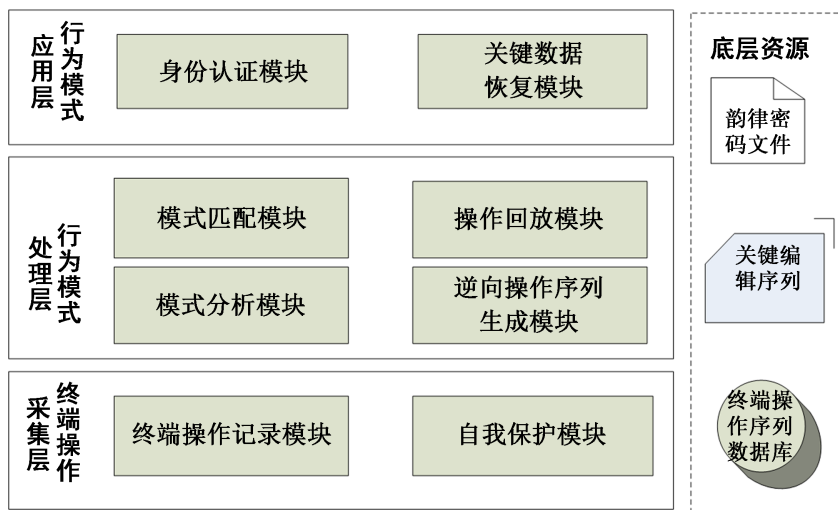 行为模式
应用层
身份认证模块
关键数据
恢复模块
行为模式
处理层
模式匹配模块
操作回放模块
模式分析模块
逆向操作序列
生成模块
终端操作
采集层
终端操作记录模块
自我保护模块
底层资源
韵律密
码文件
关键编
辑序列
终端操
作序列
数据库